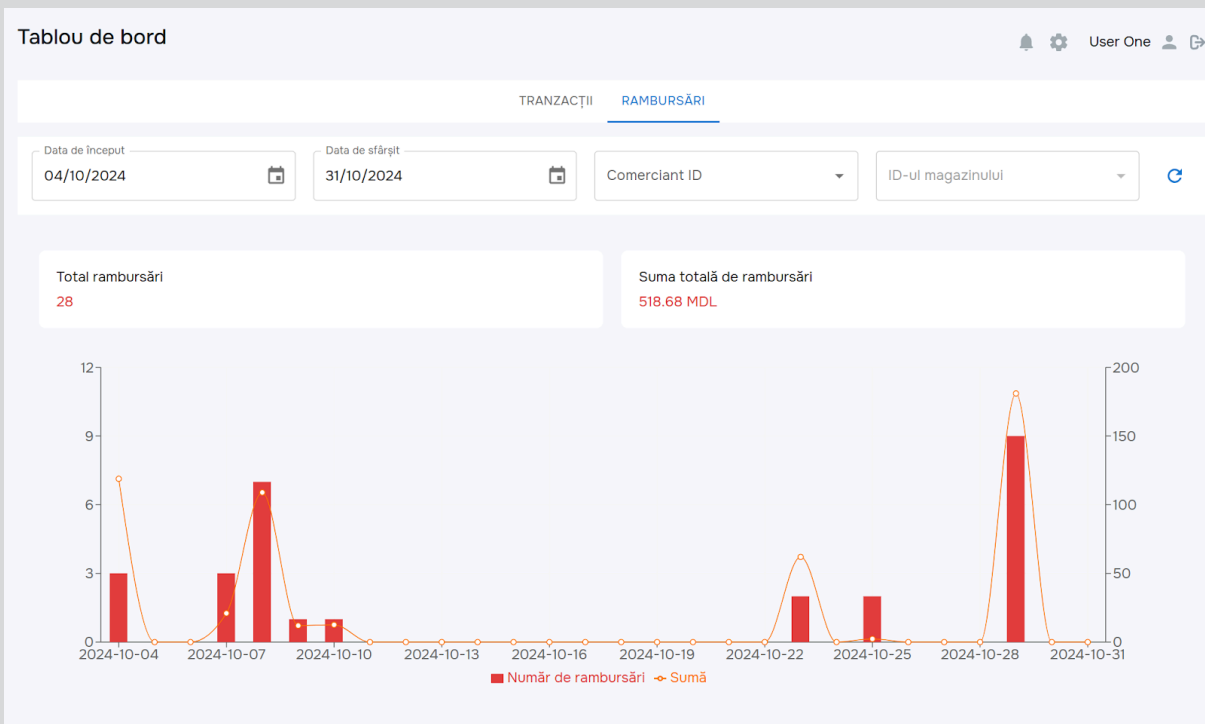 Tablou de bord
User One
TRANZACȚII RAMBURSĂRI
Data de început
04/10/2024
Data de sfârșit
31/10/2024
Comerciant ID
ID-ul magazinului
Total rambursări
28
Suma totală de rambursări
518.68 MDL
12
9
6
3
0
200
150
100
50
0
2024-10-04 2024-10-07 2024-10-10 2024-10-13 2024-10-16 2024-10-19 2024-10-22 2024-10-25 2024-10-28 2024-10-31
Număr de rambursări Sumă